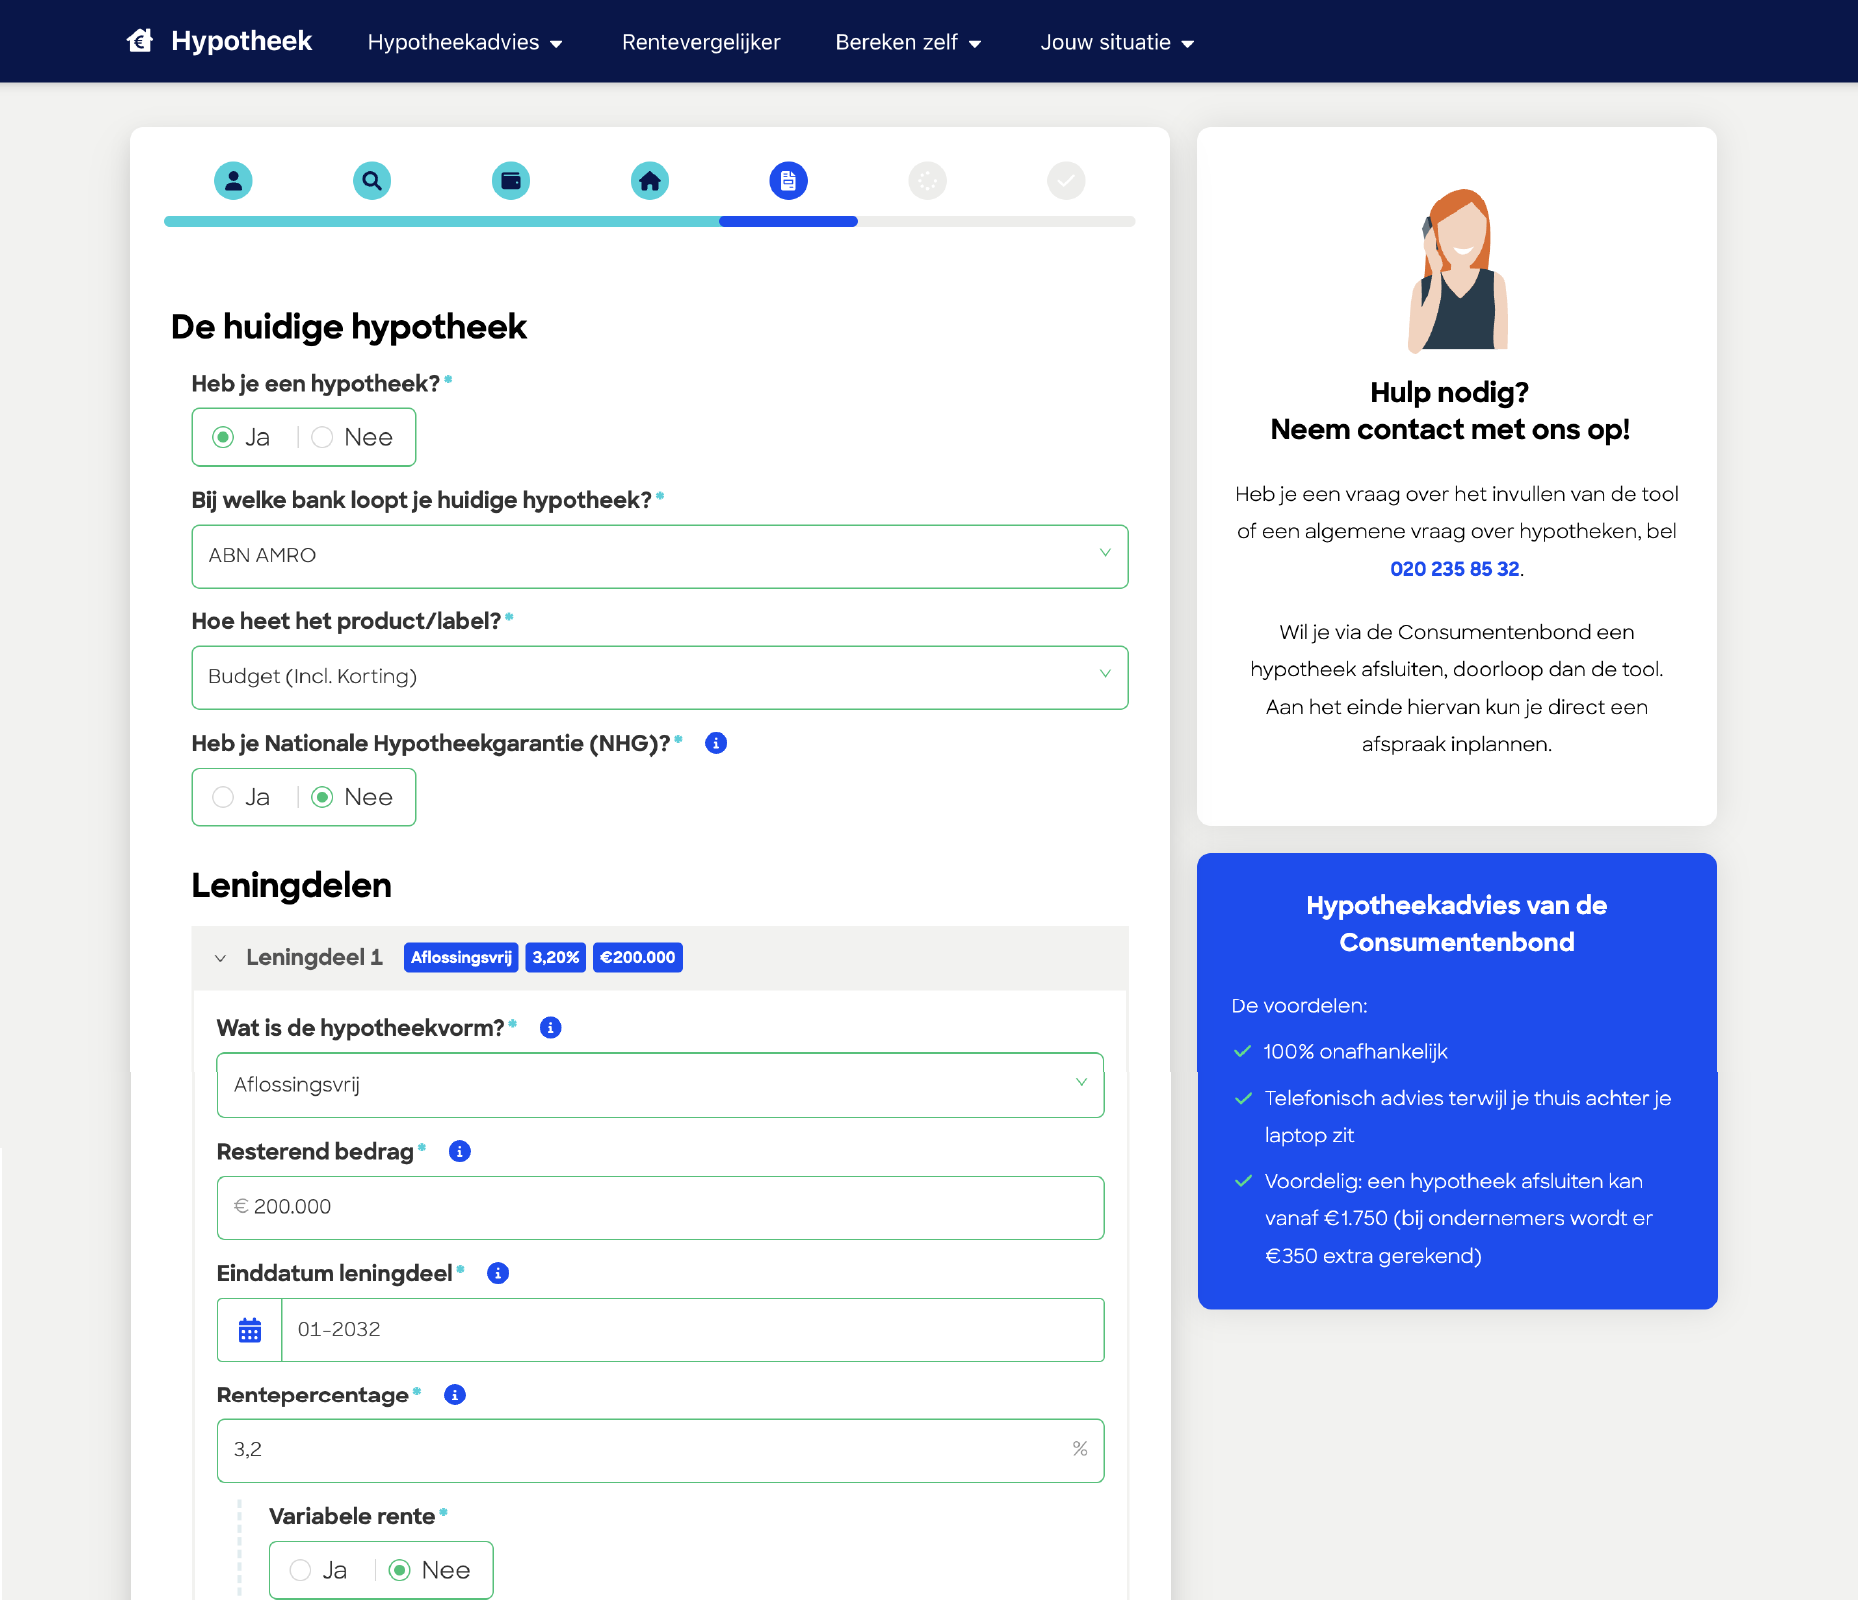 Hypotheek
Hypotheekadvies
Rentevergelijker
Bereken zelf
Jouw situatie
De huidige hypotheek
Heb je een hypotheek?*
Ja
Nee
Bij welke bank loopt je huidige hypotheek?*
ABN AMRO
Hoe heet het product/label?*
Budget (Incl. Korting)
Heb je Nationale Hypotheekgarantie (NHG)?*
Ja
Nee
Leningdelen
Leningdeel 1 Aflossingsvrij 3,20% €200.000
Wat is de hypotheekvorm?*
Aflossingsvrij
Resterend bedrag*
€ 200.000
Einddatum leningdeel*
01-2032
Rentepercentage*
3,2 %
Variabele rente*
Ja
Nee
Hulp nodig?
Neem contact met ons op!
Heb je een vraag over het invullen van de tool
of een algemene vraag over hypotheken, bel
020 235 85 32.
Wil je via de Consumentenbond een
hypotheek afsluiten, doorloop dan de tool.
Aan het einde hiervan kun je direct een
afspraak inplannen.
Hypotheekadvies van de
Consumentenbond
De voordelen:
100% onafhankelijk
Telefonisch advies terwijl je thuis achter je
laptop zit
Voordelig: een hypotheek afsluiten kan
vanaf €1.750 (bij ondernemers wordt er
€350 extra gerekend)